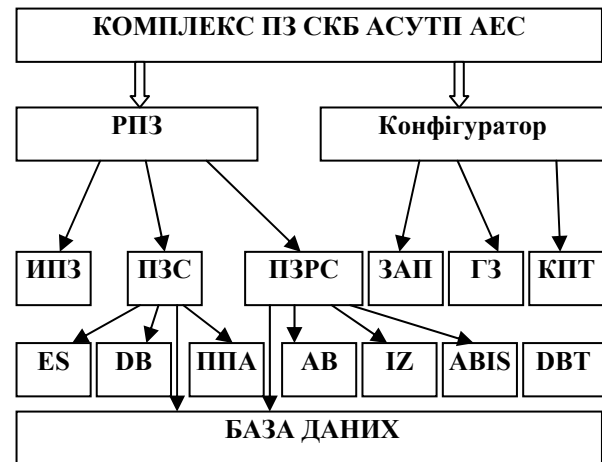 КОМПЛЕКС ПЗ СКБ АСУТП АЕС
РПЗ Конфігуратор
ИПЗ ПЗС ПЗРС ЗАП ГЗ КПТ
ES DB ППА AB IZ ABIS DBT
БАЗА ДАНИХ